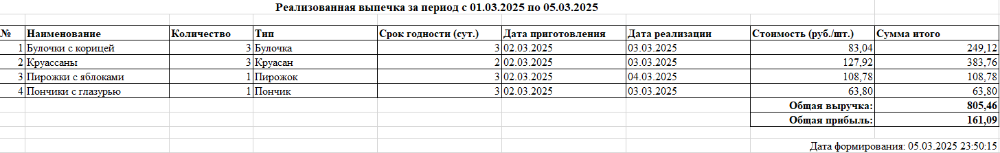 Реализованная выпечка за период с 01.03.2025 по 05.03.2025
№ Наименование Количество Тип Срок годности (сут.) Дата приготовления Дата реализации Стоимость (руб./шт.) Сумма итого
1 Булочки с корицей 3 Булочка 3 02.03.2025 03.03.2025 83,04 249,12
2 Круассаны 3 Круасан 2 02.03.2025 03.03.2025 127,92 383,76
3 Пирожки с яблоками 1 Пирожок 3 02.03.2025 04.03.2025 108,78 108,78
4 Пончики с глазурью 1 Пончик 3 02.03.2025 03.03.2025 63,80 63,80
Общая выручка: 805,46
Общая прибыль: 161,09
Дата формирования: 05.03.2025 23:50:15